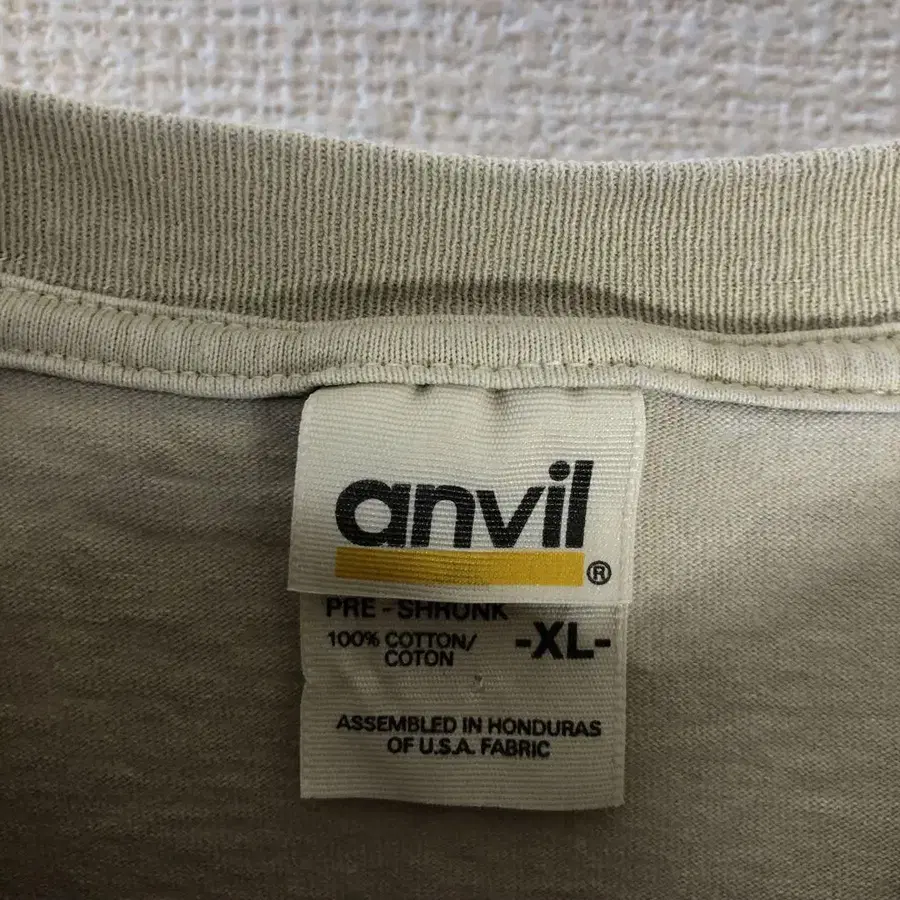 anvil
®
PRE - SHRUNK
100% COTTON/
COTON
-XL-
ASSEMBLED IN HONDURAS
OF U.S.A. FABRIC